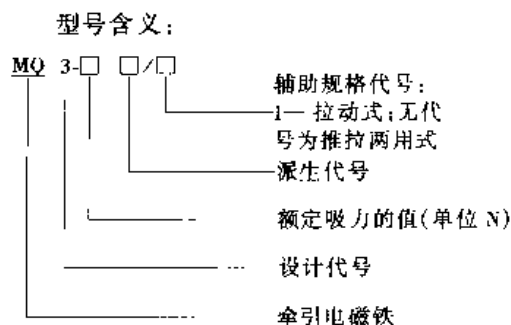 型号含义:
MQ 3-□ □/□
辅助规格代号:
1—拉动式;无代
号为推拉两用式
派生代号
额定吸力的值(单位 N)
设计代号
牵引电磁铁